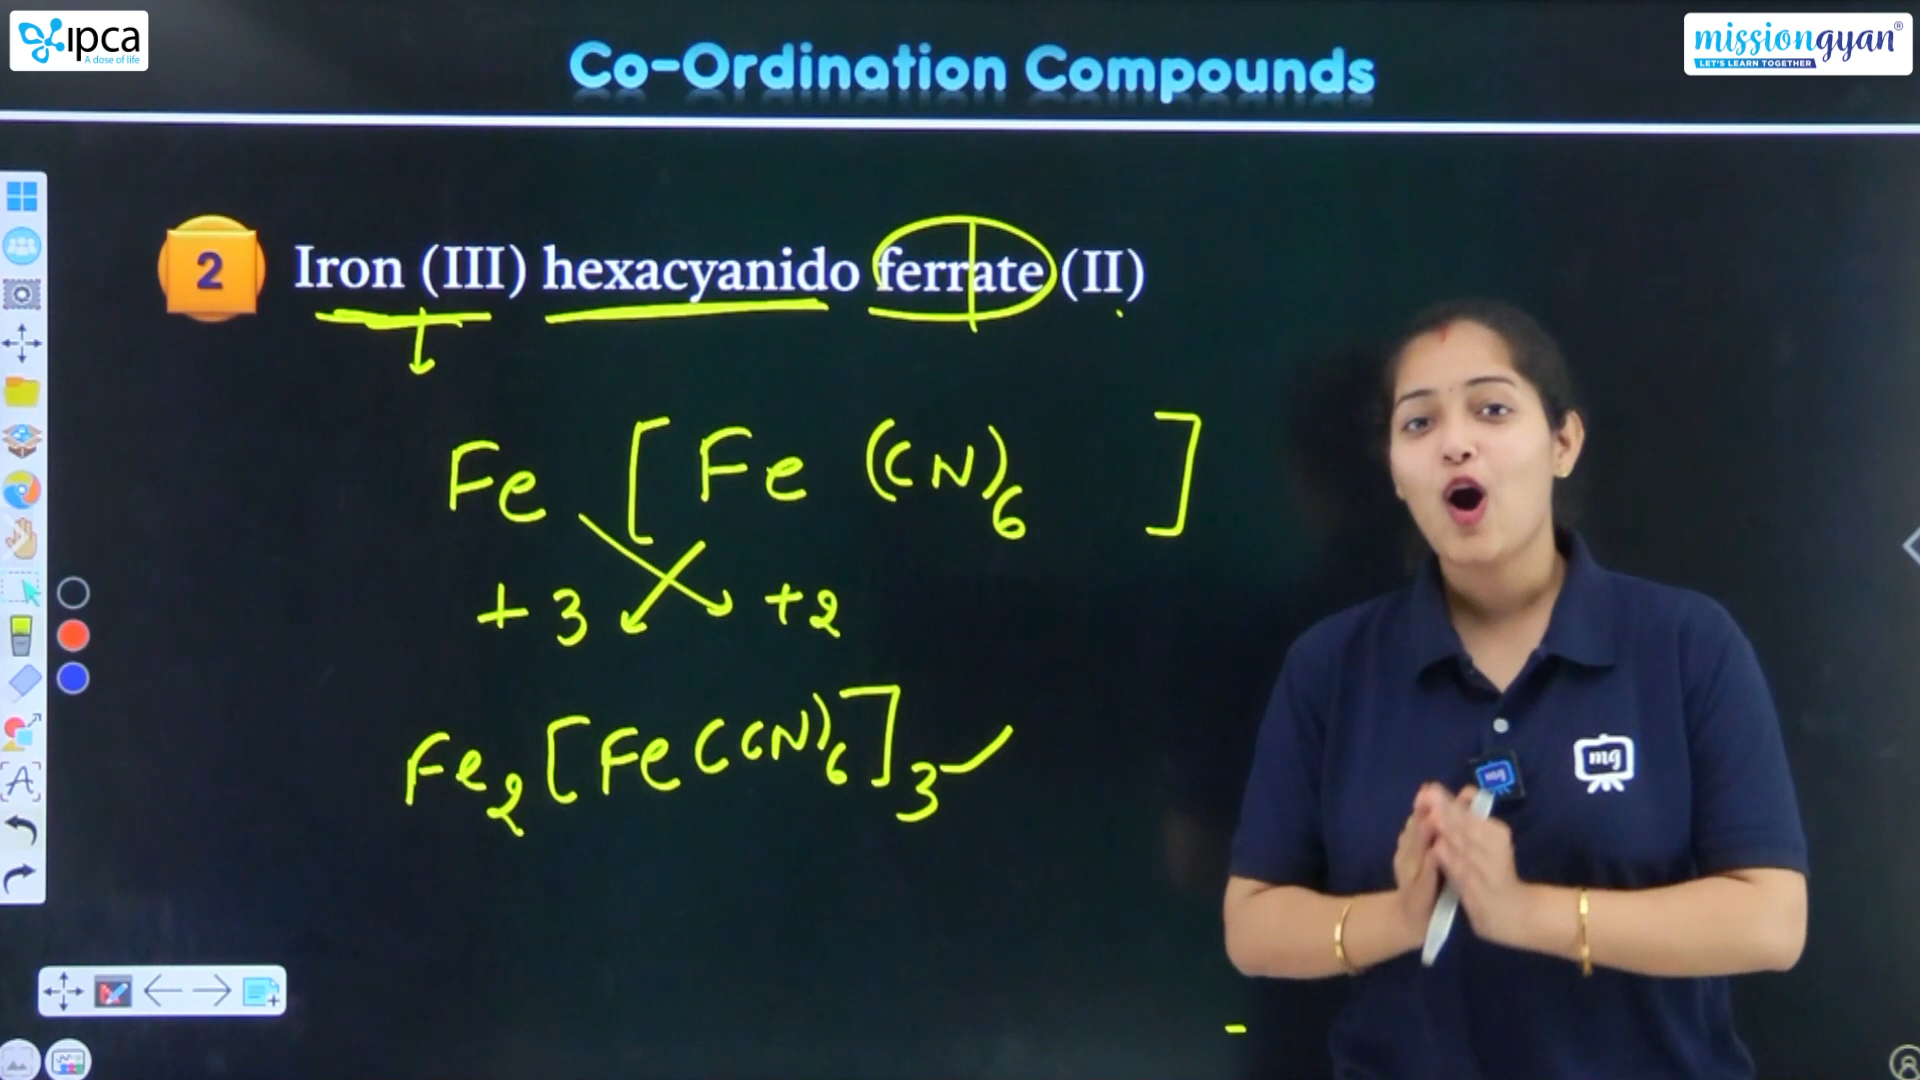 ipca
A dose of life
Co-Ordination Compounds
missiongyan®
LET'S LEARN TOGETHER
2 Iron (III) hexacyanido ferrate (II)
Fe [ Fe (CN)6 ]
+3 +2
Fe2[Fe(CN)6]3
mg